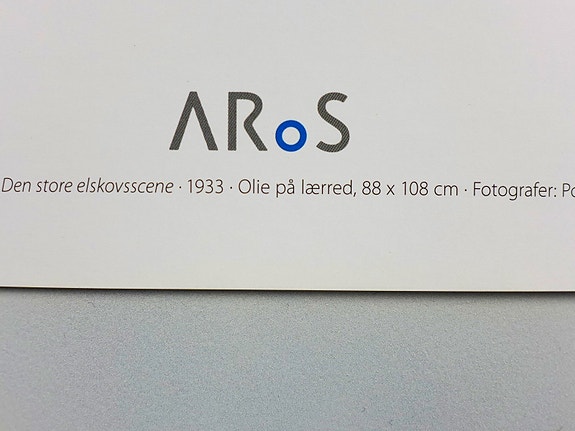 ARoS
Den store elskovsscene · 1933 · Olie på lærred, 88 x 108 cm · Fotografer: